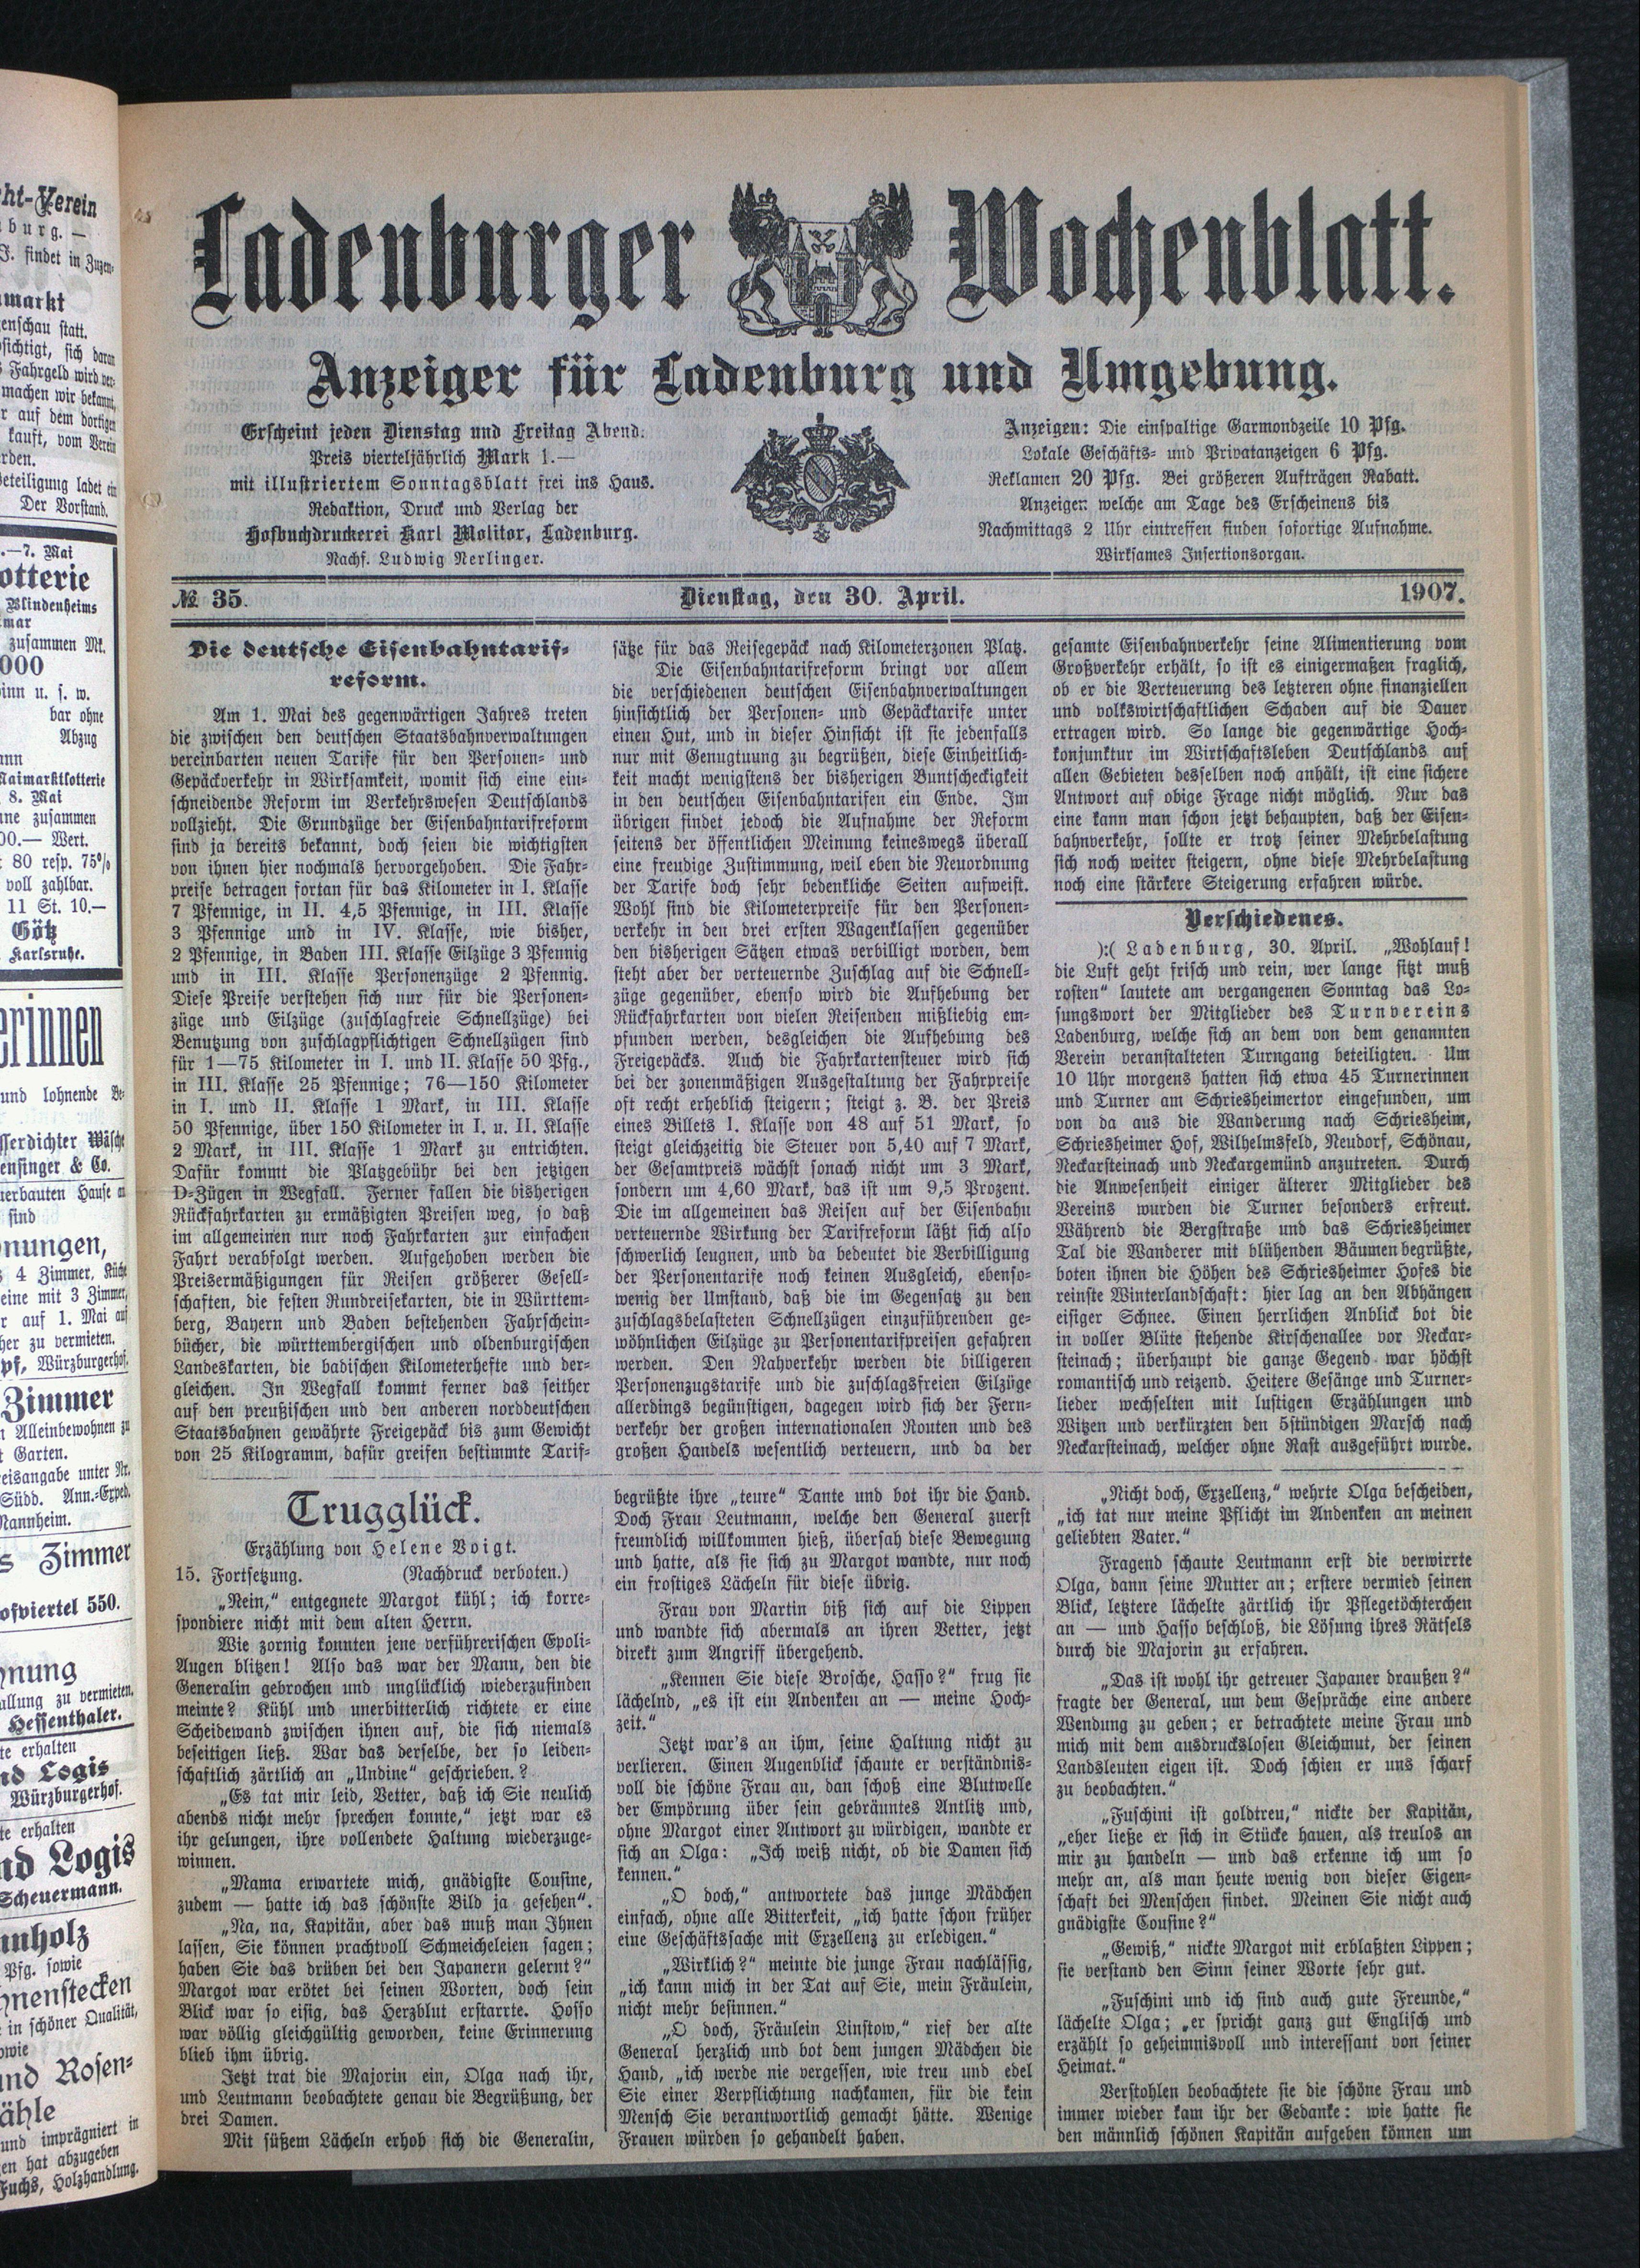 Ladenburger Wochenblatt.
Anzeiger für Ladenburg und Umgebung.
Erscheint jeden Dienstag und Freitag Abend.
Preis vierteljährlich Mark 1.—
mit illustriertem Sonntagsblatt frei ins Haus.
Redaktion, Druck und Verlag der
Hofbuchdruckerei Karl Molitor, Ladenburg.
Nachf. Ludwig Nerlinger.
Anzeigen: Die einspaltige Garmondzeile 10 Pfg.
Lokale Geschäfts- und Privatanzeigen 6 Pfg.
Reklamen 20 Pfg. Bei größeren Aufträgen Rabatt.
Anzeigen welche am Tage des Erscheinens bis
Nachmittags 2 Uhr eintreffen finden sofortige Aufnahme.
Wirksames Insertionsorgan.
№ 35. Dienstag, den 30. April. 1907.
Die deutsche Eisenbahntarif-
reform.
Am 1. Mai des gegenwärtigen Jahres treten
die zwischen den deutschen Staatsbahnverwaltungen
vereinbarten neuen Tarife für den Personen- und
Gepäckverkehr in Wirksamkeit, womit sich eine ein-
schneidende Reform im Verkehrswesen Deutschlands
vollzieht. Die Grundzüge der Eisenbahntarifreform
sind ja bereits bekannt, doch seien die wichtigsten
von ihnen hier nochmals hervorgehoben. Die Fahr-
preise betragen fortan für das Kilometer in I. Klasse
7 Pfennige, in II. 4,5 Pfennige, in III. Klasse
3 Pfennige und in IV. Klasse, wie bisher,
2 Pfennige, in Baden III. Klasse Eilzüge 3 Pfennig
und in III. Klasse Personenzüge 2 Pfennig.
Diese Preise verstehen sich nur für die Personen-
züge und Eilzüge (zuschlagfreie Schnellzüge) bei
Benutzung von zuschlagpflichtigen Schnellzügen sind
für 1—75 Kilometer in I. und II. Klasse 50 Pfg.,
in III. Klasse 25 Pfennige; 76—150 Kilometer
in I. und II. Klasse 1 Mark, in III. Klasse
50 Pfennige, über 150 Kilometer in I. u. II. Klasse
2 Mark, in III. Klasse 1 Mark zu entrichten.
Dafür kommt die Platzgebühr bei den jetzigen
D-Zügen in Wegfall. Ferner fallen die bisherigen
Rückfahrkarten zu ermäßigten Preisen weg, so daß
im allgemeinen nur noch Fahrkarten zur einfachen
Fahrt verabfolgt werden. Aufgehoben werden die
Preisermäßigungen für Reisen größerer Gesell-
schaften, die festen Rundreisekarten, die in Württem-
berg, Bayern und Baden bestehenden Fahrschein-
bücher, die württembergischen und oldenburgischen
Landeskarten, die badischen Kilometerhefte und der-
gleichen. In Wegfall kommt ferner das seither
auf den preußischen und den anderen norddeutschen
Staatsbahnen gewährte Freigepäck bis zum Gewicht
von 25 Kilogramm, dafür greifen bestimmte Tarif-
sätze für das Reisegepäck nach Kilometerzonen Platz.
Die Eisenbahntarifreform bringt vor allem
die verschiedenen deutschen Eisenbahnverwaltungen
hinsichtlich der Personen- und Gepäcktarife unter
einen Hut, und in dieser Hinsicht ist sie jedenfalls
nur mit Genugtuung zu begrüßen, diese Einheitlich-
keit macht wenigstens der bisherigen Buntscheckigkeit
in den deutschen Eisenbahntarifen ein Ende. Im
übrigen findet jedoch die Aufnahme der Reform
seitens der öffentlichen Meinung keineswegs überall
eine freudige Zustimmung, weil eben die Neuordnung
der Tarife doch sehr bedenkliche Seiten aufweist.
Wohl sind die Kilometerpreise für den Personen-
verkehr in den drei ersten Wagenklassen gegenüber
den bisherigen Sätzen etwas verbilligt worden, dem
steht aber der verteuernde Zuschlag auf die Schnell-
züge gegenüber, ebenso wird die Aufhebung der
Rückfahrkarten von vielen Reisenden mißliebig em-
pfunden werden, desgleichen die Aufhebung des
Freigepäcks. Auch die Fahrkartensteuer wird sich
bei der zonenmäßigen Ausgestaltung der Fahrpreise
oft recht erheblich steigern; steigt z. B. der Preis
eines Billets I. Klasse von 48 auf 51 Mark, so
steigt gleichzeitig die Steuer von 5,40 auf 7 Mark,
der Gesamtpreis wächst sonach nicht um 3 Mark,
sondern um 4,60 Mark, das ist um 9,5 Prozent.
Die im allgemeinen das Reisen auf der Eisenbahn
verteuernde Wirkung der Tarifreform läßt sich also
schwerlich leugnen, und da bedeutet die Verbilligung
der Personentarife noch keinen Ausgleich, ebenso-
wenig der Umstand, daß die im Gegensatz zu den
zuschlagsbelasteten Schnellzügen einzuführenden ge-
wöhnlichen Eilzüge zu Personentarifpreisen gefahren
werden. Den Nahverkehr werden die billigeren
Personenzugstarife und die zuschlagsfreien Eilzüge
allerdings begünstigen, dagegen wird sich der Fern-
verkehr der großen internationalen Routen und des
großen Handels wesentlich verteuern, und da der
gesamte Eisenbahnverkehr seine Alimentierung vom
Großverkehr erhält, so ist es einigermaßen fraglich,
ob er die Verteuerung des letzteren ohne finanziellen
und volkswirtschaftlichen Schaden auf die Dauer
ertragen wird. So lange die gegenwärtige Hoch-
konjunktur im Wirtschaftsleben Deutschlands auf
allen Gebieten desselben noch anhält, ist eine sichere
Antwort auf obige Frage nicht möglich. Nur das
eine kann man schon jetzt behaupten, daß der Eisen-
bahnverkehr, sollte er trotz seiner Mehrbelastung
sich noch weiter steigern, ohne diese Mehrbelastung
noch eine stärkere Steigerung erfahren würde.
Verschiedenes.
):( Ladenburg, 30. April. „Wohlauf!
die Luft geht frisch und rein, wer lange sitzt muß
rosten“ lautete am vergangenen Sonntag das Lo-
sungswort der Mitglieder des Turnvereins
Ladenburg, welche sich an dem von dem genannten
Verein veranstalteten Turngang beteiligten. Um
10 Uhr morgens hatten sich etwa 45 Turnerinnen
und Turner am Schriesheimertor eingefunden, um
von da aus die Wanderung nach Schriesheim,
Schriesheimer Hof, Wilhelmsfeld, Neudorf, Schönau,
Neckarsteinach und Neckargemünd anzutreten. Durch
die Anwesenheit einiger älterer Mitglieder des
Vereins wurden die Turner besonders erfreut.
Während die Bergstraße und das Schriesheimer
Tal die Wanderer mit blühenden Bäumen begrüßte,
boten ihnen die Höhen des Schriesheimer Hofes die
reinste Winterlandschaft: hier lag an den Abhängen
eisiger Schnee. Einen herrlichen Anblick bot die
in voller Blüte stehende Kirschenallee vor Neckar-
steinach; überhaupt die ganze Gegend war höchst
romantisch und reizend. Heitere Gesänge und Turner-
lieder wechselten mit lustigen Erzählungen und
Witzen und verkürzten den 5stündigen Marsch nach
Neckarsteinach, welcher ohne Rast ausgeführt wurde.
Trugglück.
Erzählung von Helene Voigt.
15. Fortsetzung. (Nachdruck verboten.)
„Nein,“ entgegnete Margot kühl; ich korre-
spondiere nicht mit dem alten Herrn.
Wie zornig konnten jene verführerischen Epoli-
Augen blitzen! Also das war der Mann, den die
Generalin gebrochen und unglücklich wiederzufinden
meinte? Kühl und unerbitterlich richtete er eine
Scheidewand zwischen ihnen auf, die sich niemals
beseitigen ließ. War das derselbe, der so leiden-
schaftlich zärtlich an „Undine“ geschrieben.?
„Es tat mir leid, Vetter, daß ich Sie neulich
abends nicht mehr sprechen konnte,“ jetzt war es
ihr gelungen, ihre vollendete Haltung wiederzuge-
winnen.
„Mama erwartete mich, gnädigste Cousine,
zudem — hatte ich das schönste Bild ja gesehen“.
„Na, na, Kapitän, aber das muß man Ihnen
lassen, Sie können prachtvoll Schmeicheleien sagen;
haben Sie das drüben bei den Japanern gelernt?“
Margot war erötet bei seinen Worten, doch sein
Blick war so eisig, das Herzblut erstarrte. Hosso
war völlig gleichgültig geworden, keine Erinnerung
blieb ihm übrig.
Jetzt trat die Majorin ein, Olga nach ihr,
und Leutmann beobachtete genau die Begrüßung, der
drei Damen.
Mit süßem Lächeln erhob sich die Generalin,
begrüßte ihre „teure“ Tante und bot ihr die Hand.
Doch Frau Leutmann, welche den General zuerst
freundlich willkommen hieß, übersah diese Bewegung
und hatte, als sie sich zu Margot wandte, nur noch
ein frostiges Lächeln für diese übrig.
Frau von Martin biß sich auf die Lippen
und wandte sich abermals an ihren Vetter, jetzt
direkt zum Angriff übergehend.
„Kennen Sie diese Brosche, Hasso?“ frug sie
lächelnd, „es ist ein Andenken an — meine Hoch-
zeit.“
Jetzt war's an ihm, seine Haltung nicht zu
verlieren. Einen Augenblick schaute er verständnis-
voll die schöne Frau an, dan schoß eine Blutwelle
der Empörung über sein gebräuntes Antlitz und,
ohne Margot einer Antwort zu würdigen, wandte er
sich an Olga: „Ich weiß nicht, ob die Damen sich
kennen.“
„O doch,“ antwortete das junge Mädchen
einfach, ohne alle Bitterkeit, „ich hatte schon früher
eine Geschäftssache mit Exzellenz zu erledigen.“
„Wirklich?“ meinte die junge Frau nachlässig,
„ich kann mich in der Tat auf Sie, mein Fräulein,
nicht mehr besinnen.“
„O doch, Fräulein Linstow,“ rief der alte
General herzlich und bot dem jungen Mädchen die
Hand, „ich werde nie vergessen, wie treu und edel
Sie einer Verpflichtung nachkamen, für die kein
Mensch Sie verantwortlich gemacht hätte. Wenige
Frauen würden so gehandelt haben.
„Nicht doch, Exzellenz,“ wehrte Olga bescheiden,
„ich tat nur meine Pflicht im Andenken an meinen
geliebten Vater.“
Fragend schaute Leutmann erst die verwirrte
Olga, dann seine Mutter an; erstere vermied seinen
Blick, letztere lächelte zärtlich ihr Pflegetöchterchen
an — und Hasso beschloß, die Lösung ihres Rätsels
durch die Majorin zu erfahren.
„Das ist wohl ihr getreuer Japaner draußen?“
fragte der General, um dem Gespräche eine andere
Wendung zu geben; er betrachtete meine Frau und
mich mit dem ausdruckslosen Gleichmut, der seinen
Landsleuten eigen ist. Doch schien er uns scharf
zu beobachten.“
„Fuschini ist goldtreu,“ nickte der Kapitän,
„eher ließe er sich in Stücke hauen, als treulos an
mir zu handeln — und das erkenne ich um so
mehr an, als man heute wenig von dieser Eigen-
schaft bei Menschen findet. Meinen Sie nicht auch
gnädigste Cousine?“
„Gewiß,“ nickte Margot mit erblaßten Lippen;
sie verstand den Sinn seiner Worte sehr gut.
„Fuschini und ich sind auch gute Freunde,“
lächelte Olga; „er spricht ganz gut Englisch und
erzählt so geheimnisvoll und interessant von seiner
Heimat.“
Verstohlen beobachtete sie die schöne Frau und
immer wieder kam ihr der Gedanke: wie hatte sie
den männlich schönen Kapitän aufgeben können um